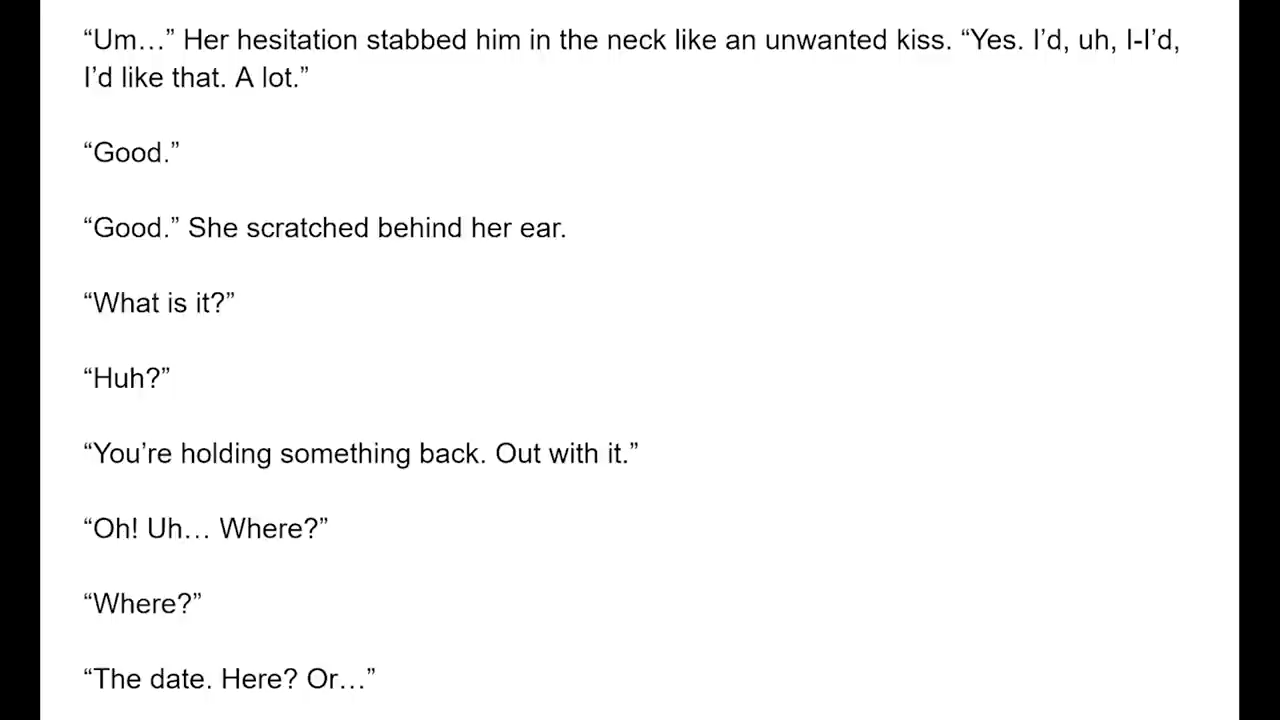 “Um…” Her hesitation stabbed him in the neck like an unwanted kiss. “Yes. I’d, uh, I-I’d,
I’d like that. A lot.”
“Good.”
“Good.” She scratched behind her ear.
“What is it?”
“Huh?”
“You’re holding something back. Out with it.”
“Oh! Uh… Where?”
“Where?”
“The date. Here? Or…”